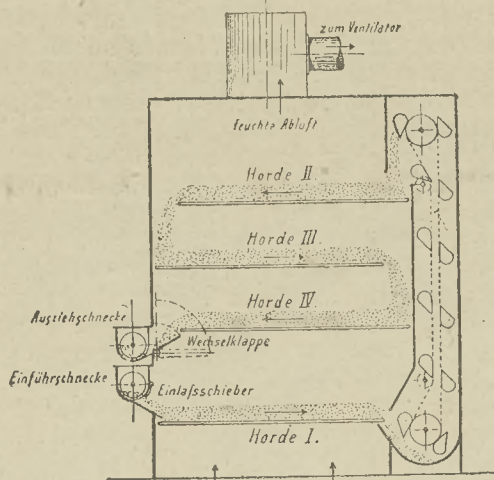 zum Ventilator
feuchte Abluft
Horde II.
Horde III.
Horde IV
Ausziehschnecke
Wechselklappe
Einführschnecke
Einlaſsschieber
Horde I.